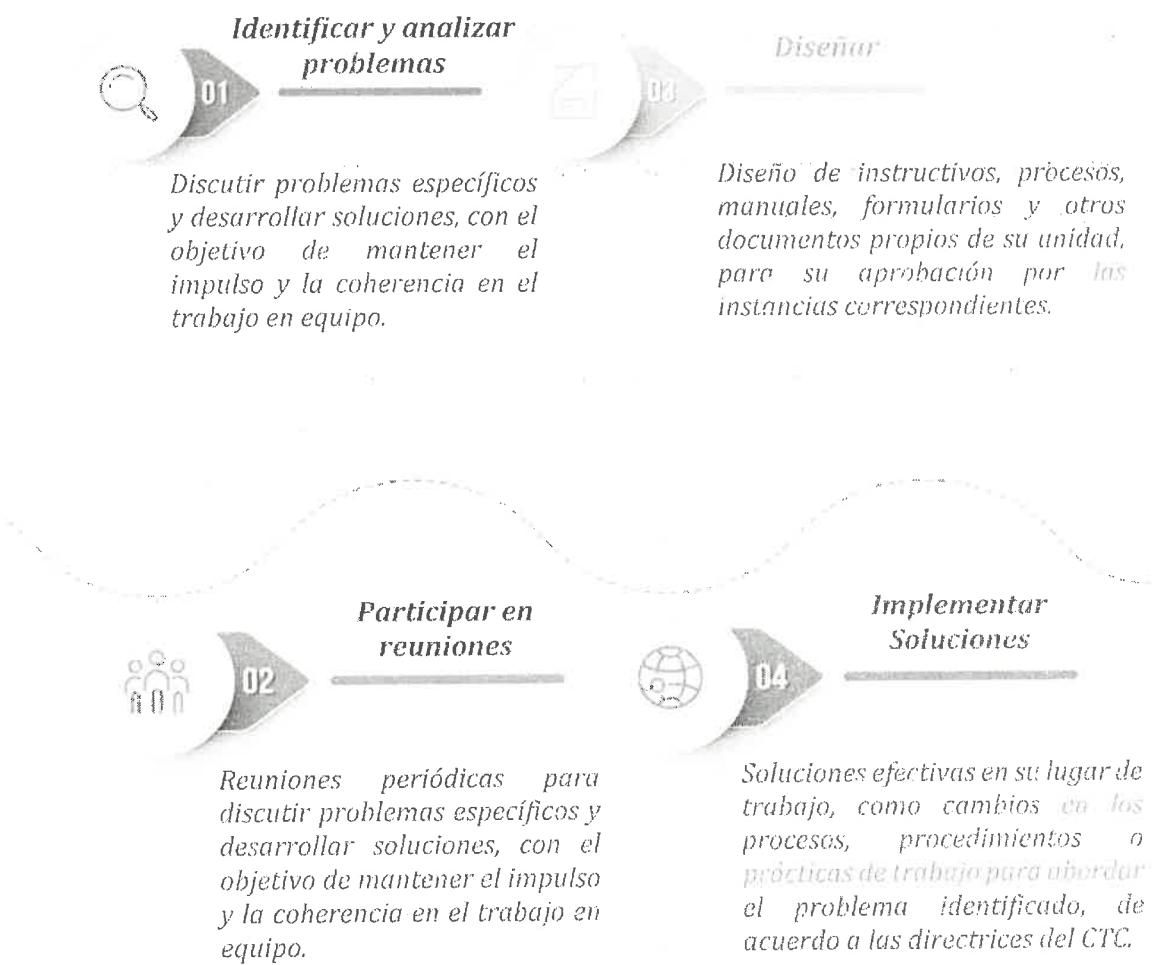 Identificar y analizar
problemas
01
Discutir problemas específicos
y desarrollar soluciones, con el
objetivo de mantener el
impulso y la coherencia en el
trabajo en equipo.
Diseñar
03
Diseño de instructivos, procesos,
manuales, formularios y otros
documentos propios de su unidad,
para su aprobación por las
instancias correspondientes.
Participar en
reuniones
02
Reuniones periódicas para
discutir problemas específicos y
desarrollar soluciones, con el
objetivo de mantener el impulso
y la coherencia en el trabajo en
equipo.
Implementar
Soluciones
04
Soluciones efectivas en su lugar de
trabajo, como cambios en los
procesos, procedimientos o
prácticas de trabajo para abordar
el problema identificado, de
acuerdo a las directrices del CTC.